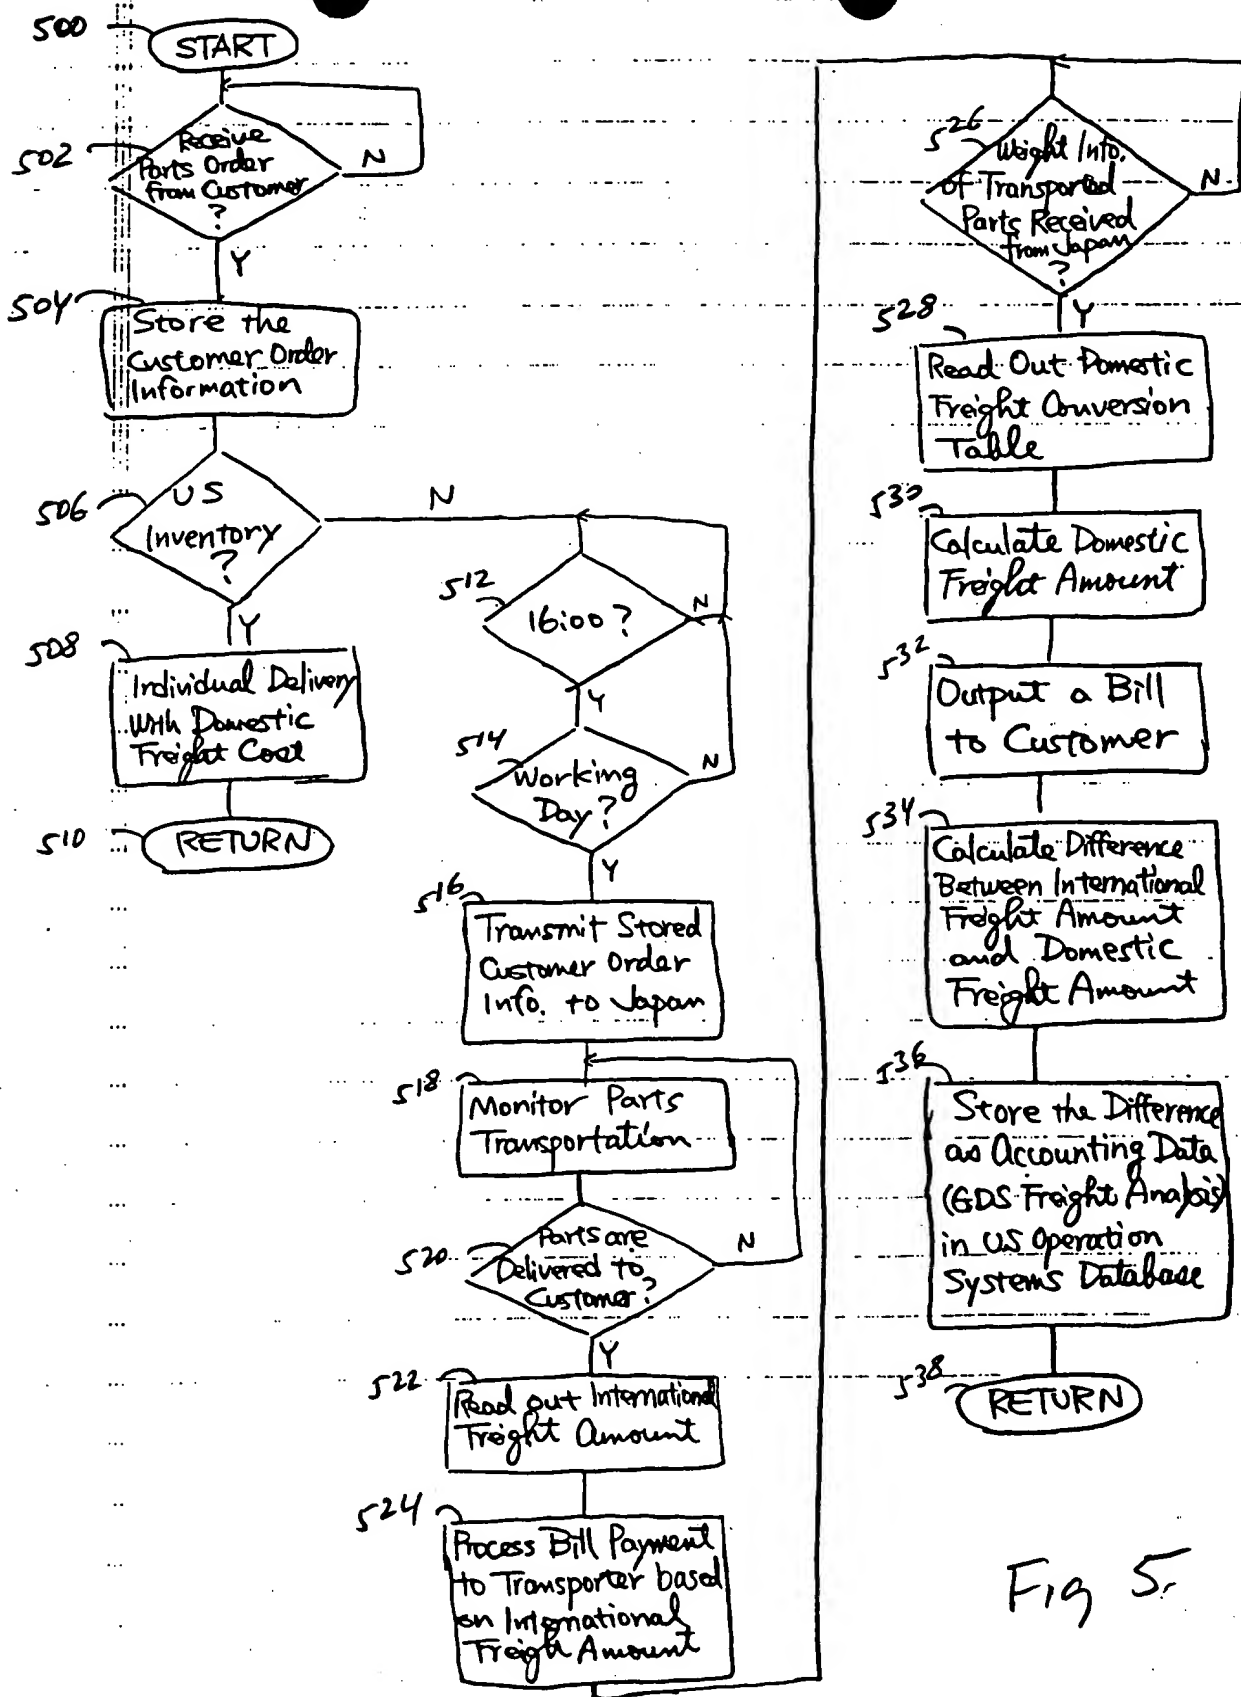 500
START
502
Receive
Parts Order
from Customer
?
N
Y
504
Store the
Customer Order
Information
506
US
Inventory
?
N
Y
508
Individual Delivery
with Domestic
Freight Cost
510
RETURN
512
16:00?
N
Y
514
Working
Day?
N
Y
516
Transmit Stored
Customer Order
Info. to Japan
518
Monitor Parts
Transportation
520
Parts are
Delivered to
Customer?
N
Y
522
Read out International
Freight Amount
524
Process Bill Payment
to Transporter based
on International
Freigh Amount
526
Weight Info.
of Transported
Parts Received
from Japan
?
N
Y
528
Read Out Domestic
Freight Conversion
Table
530
Calculate Domestic
Freight Amount
532
Output a Bill
to Customer
534
Calculate Difference
Between International
Freight Amount
and Domestic
Freight Amount
536
Store the Difference
as Accounting Data
(GDS Freight Analysis)
in US Operation
Systems Database
538
RETURN
Fig 5.